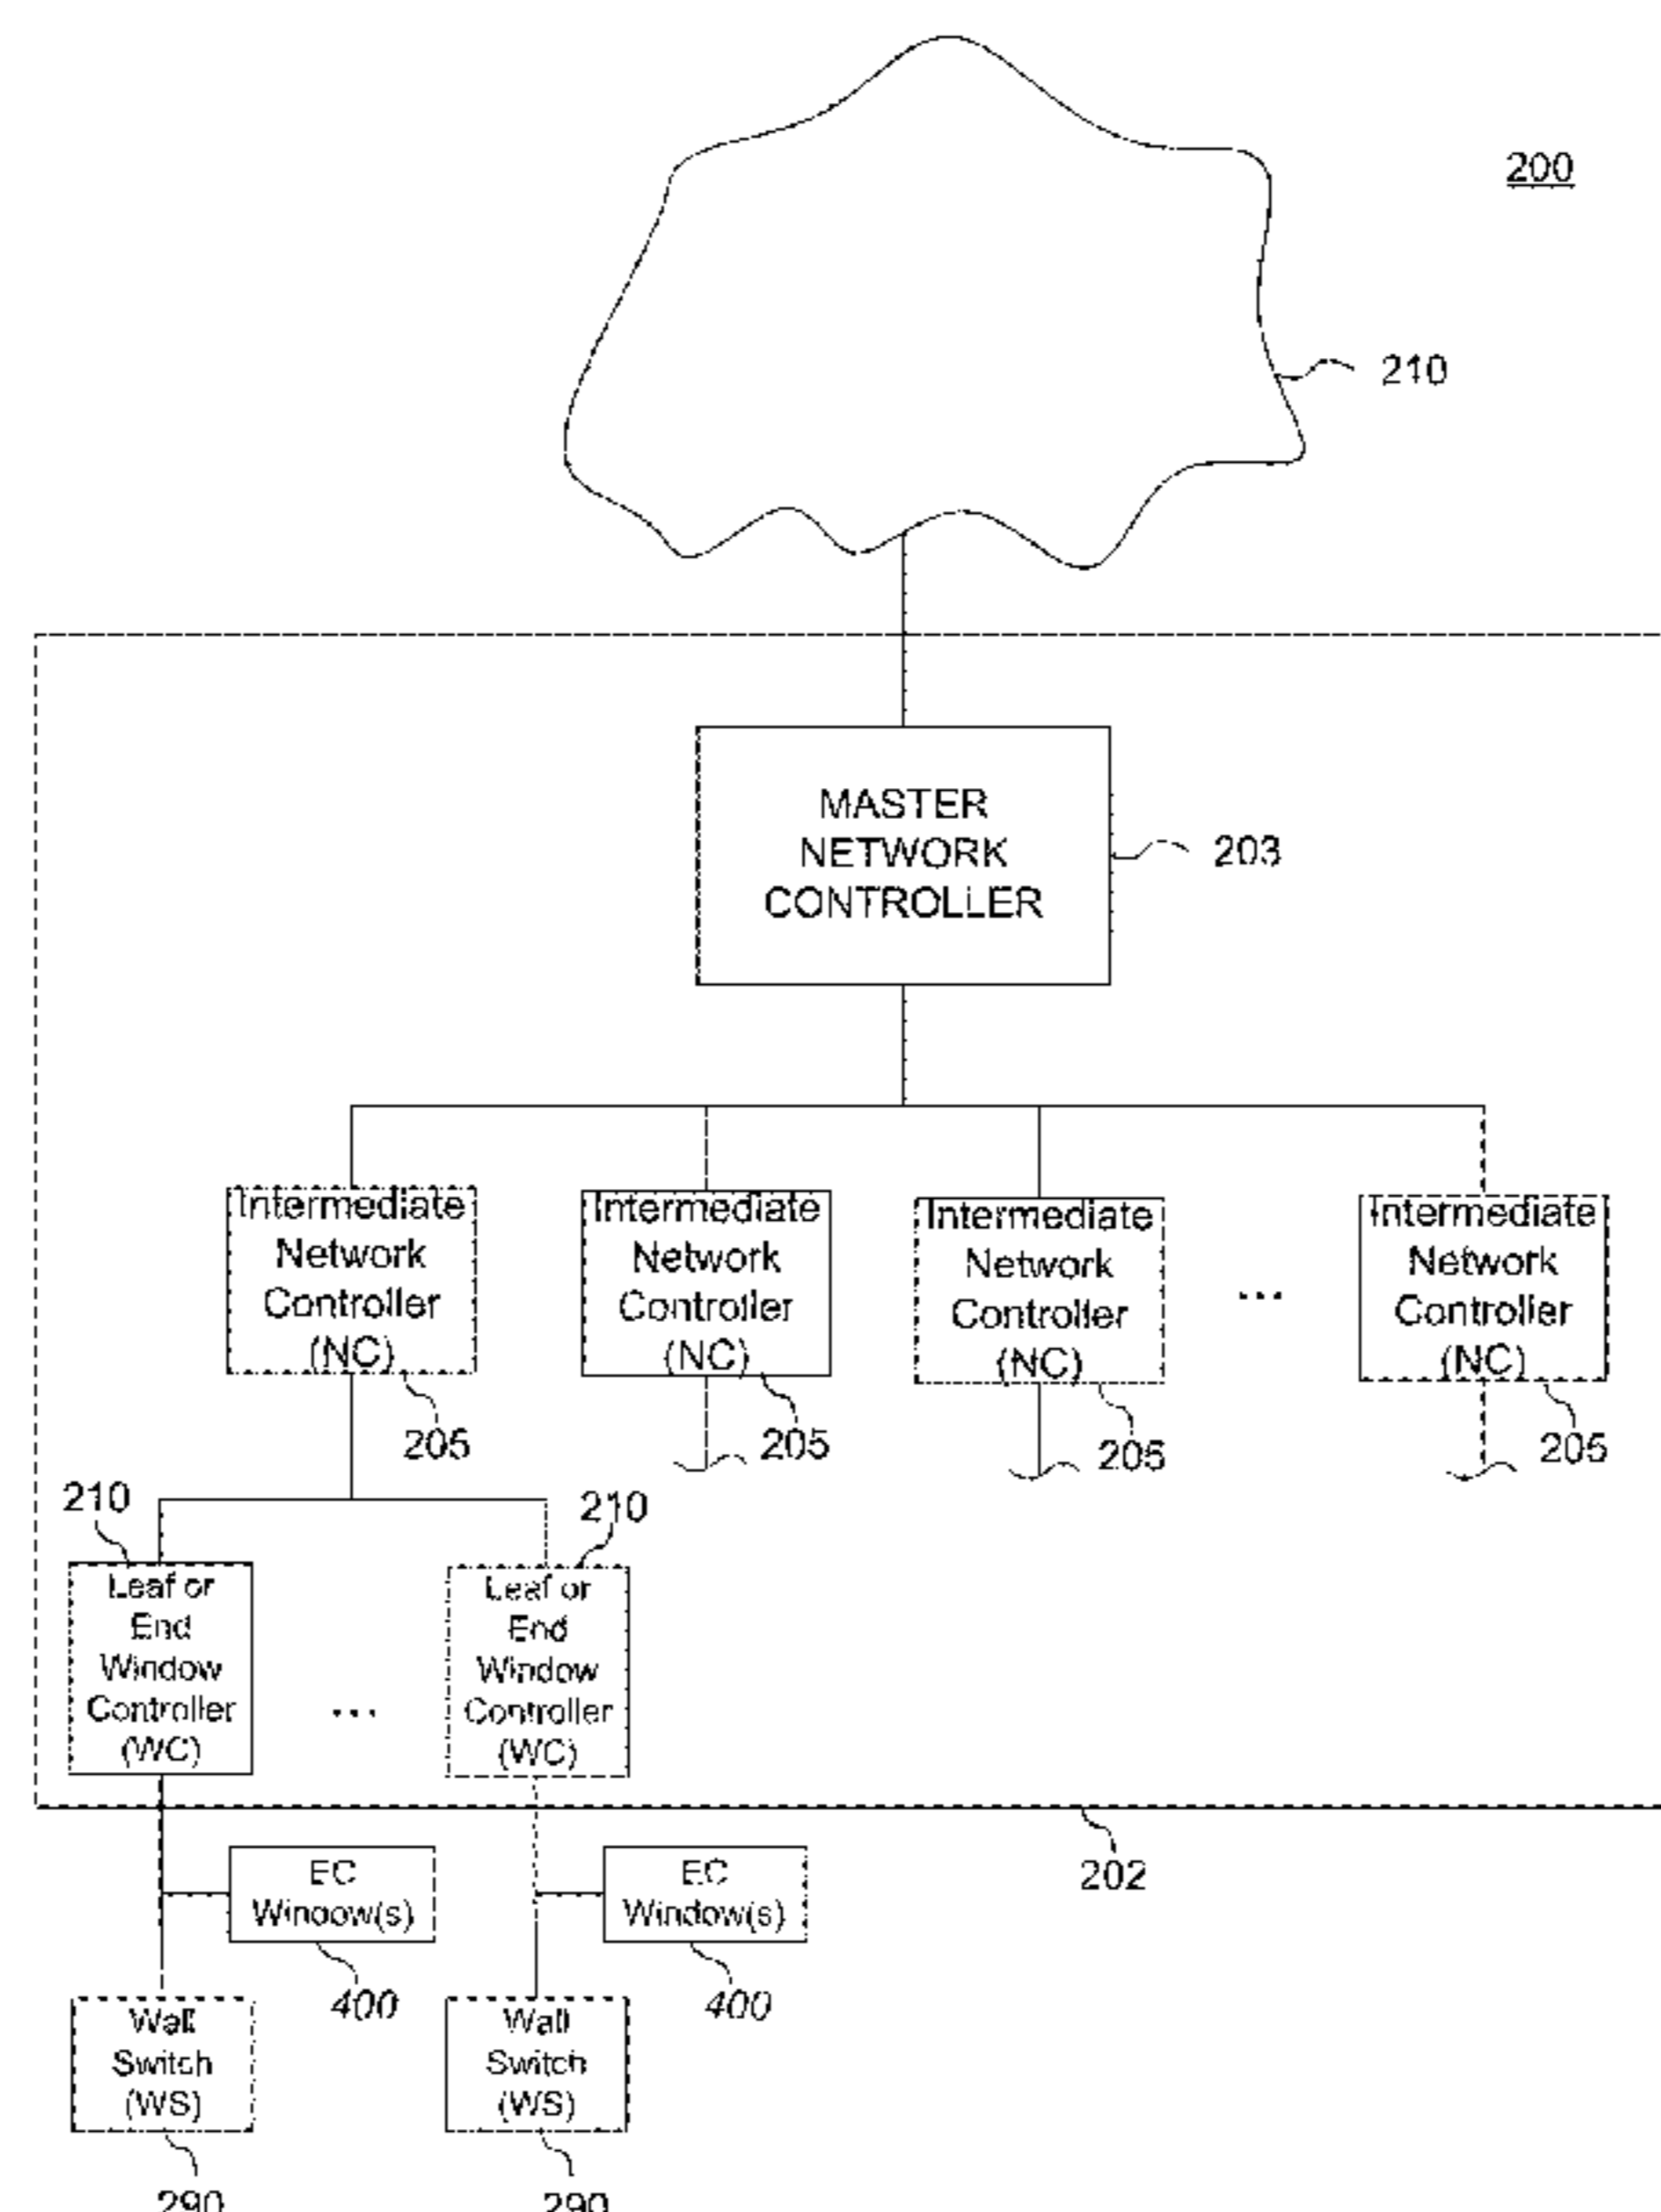 200
210
MASTER
NETWORK
CONTROLLER
203
Intermediate
Network
Controller
(NC)
205
Intermediate
Network
Controller
(NC)
205
Intermediate
Network
Controller
(NC)
205
...
Intermediate
Network
Controller
(NC)
205
210
Leaf or
End
Window
Controller
(WC)
...
210
Leaf or
End
Window
Controller
(WC)
202
EC
Window(s)
400
EC
Window(s)
400
Wall
Switch
(WS)
290
Wall
Switch
(WS)
290